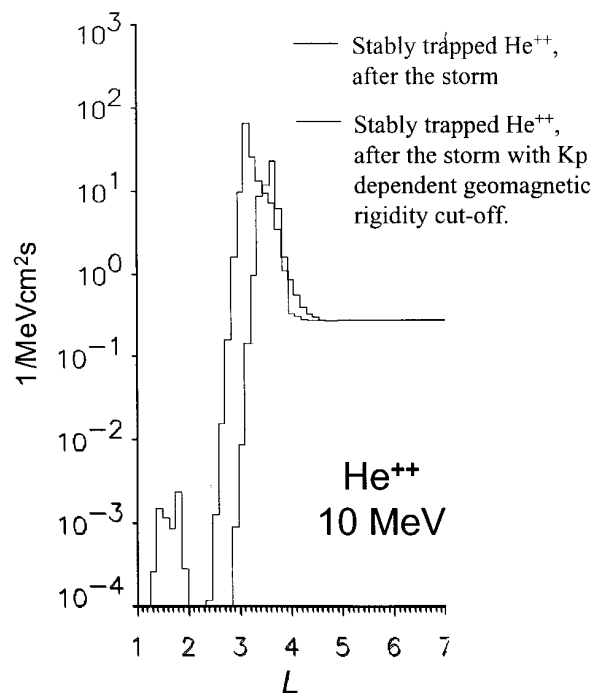 10³
10²
10¹
10⁰
10⁻¹
10⁻²
10⁻³
10⁻⁴
1/MeVcm²s
Stably trapped He⁺⁺,
after the storm
Stably trapped He⁺⁺,
after the storm with Kp
dependent geomagnetic
rigidity cut-off.
He⁺⁺
10 MeV
1 2 3 4 5 6 7
L